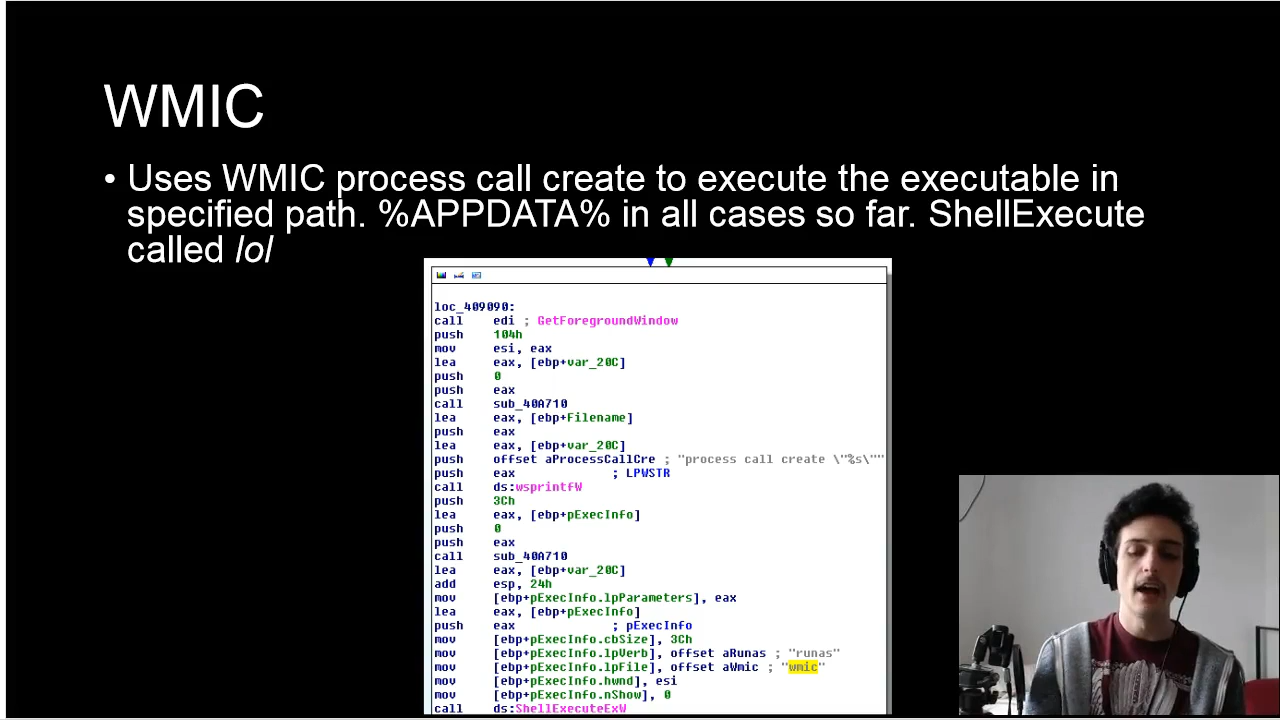 WMIC
• Uses WMIC process call create to execute the executable in
specified path. %APPDATA% in all cases so far. ShellExecute
called lol
loc_409090:
call edi ; GetForegroundWindow
push 104h
mov esi, eax
lea eax, [ebp+var_20C]
push 0
push eax
call sub_40A710
lea eax, [ebp+Filename]
push eax
lea eax, [ebp+var_20C]
push offset aProcessCallCre ; "process call create \"%s\""
push eax ; LPWSTR
call ds:wsprintfW
push 3Ch
lea eax, [ebp+pExecInfo]
push 0
push eax
call sub_40A710
lea eax, [ebp+var_20C]
add esp, 24h
mov [ebp+pExecInfo.lpParameters], eax
lea eax, [ebp+pExecInfo]
push eax ; pExecInfo
mov [ebp+pExecInfo.cbSize], 3Ch
mov [ebp+pExecInfo.lpVerb], offset aRunas ; "runas"
mov [ebp+pExecInfo.lpFile], offset aWmic ; "wmic"
mov [ebp+pExecInfo.hwnd], esi
mov [ebp+pExecInfo.nShow], 0
call ds:ShellExecuteExW